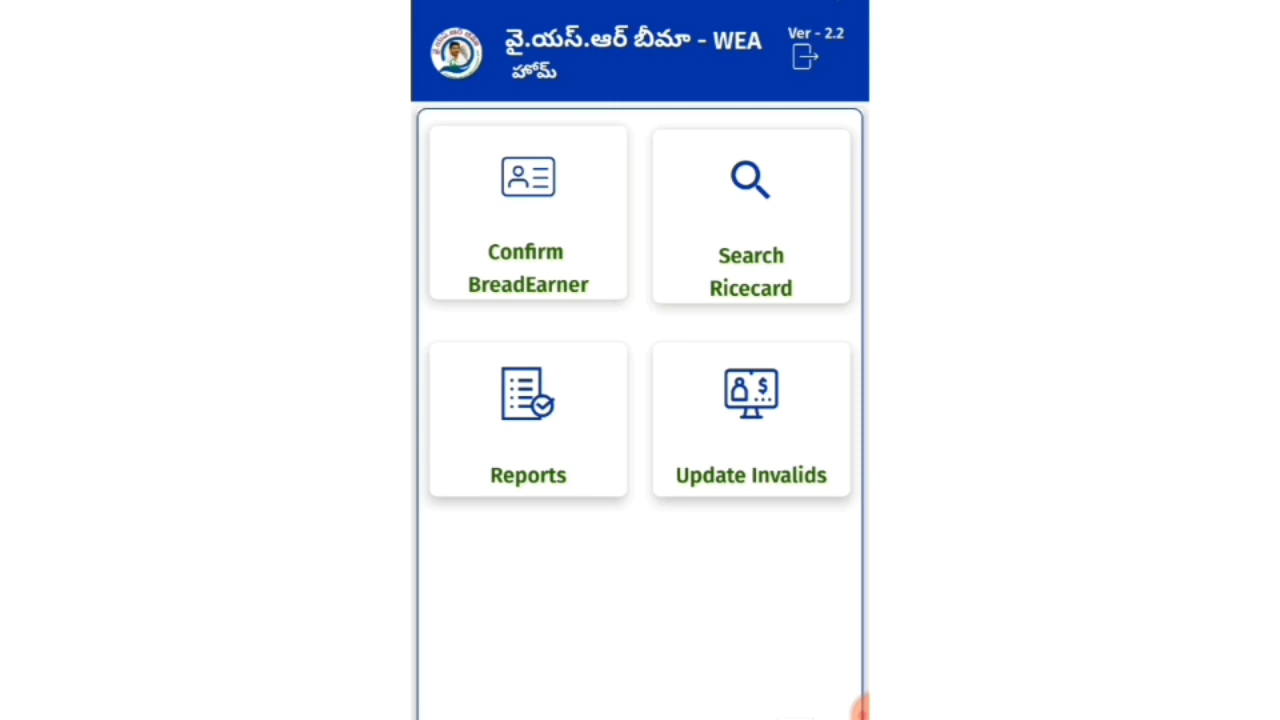 వై.యస్.ఆర్ బీమా - WEA
Ver - 2.2
హోమ్
Confirm
BreadEarner
Search
Ricecard
Reports
Update Invalids